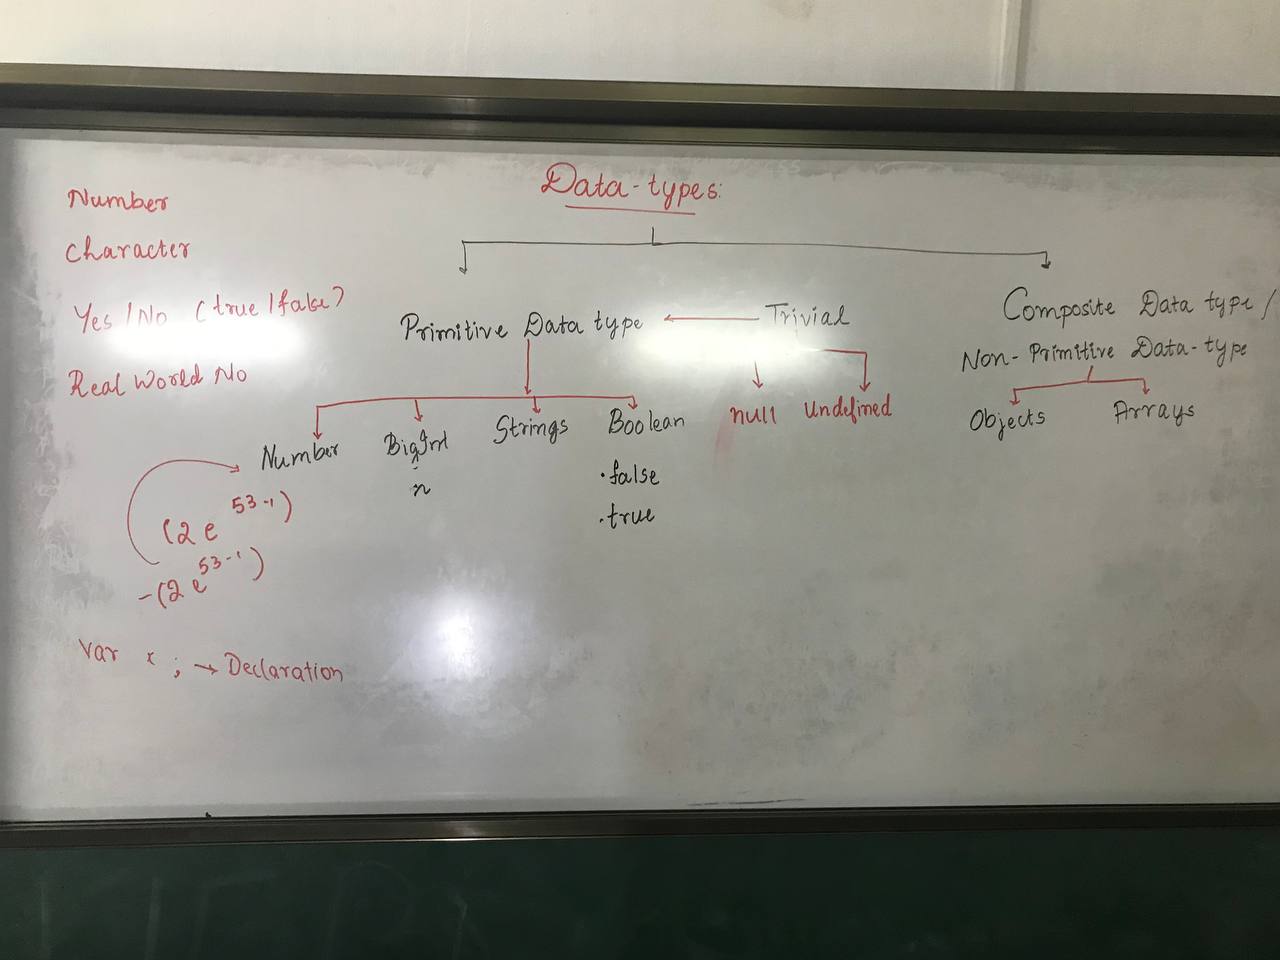 Data-types:
Number
Character
Yes/No (true/false)
Real World No
Primitive Data type
Trivial
Composite Data type/
Non-Primitive Data-type
Number
BigInt
n
Strings
Boolean
.false
.true
null
Undefined
Objects
Arrays
(2e 53-1)
-(2e 53-1)
Var x ; → Declaration